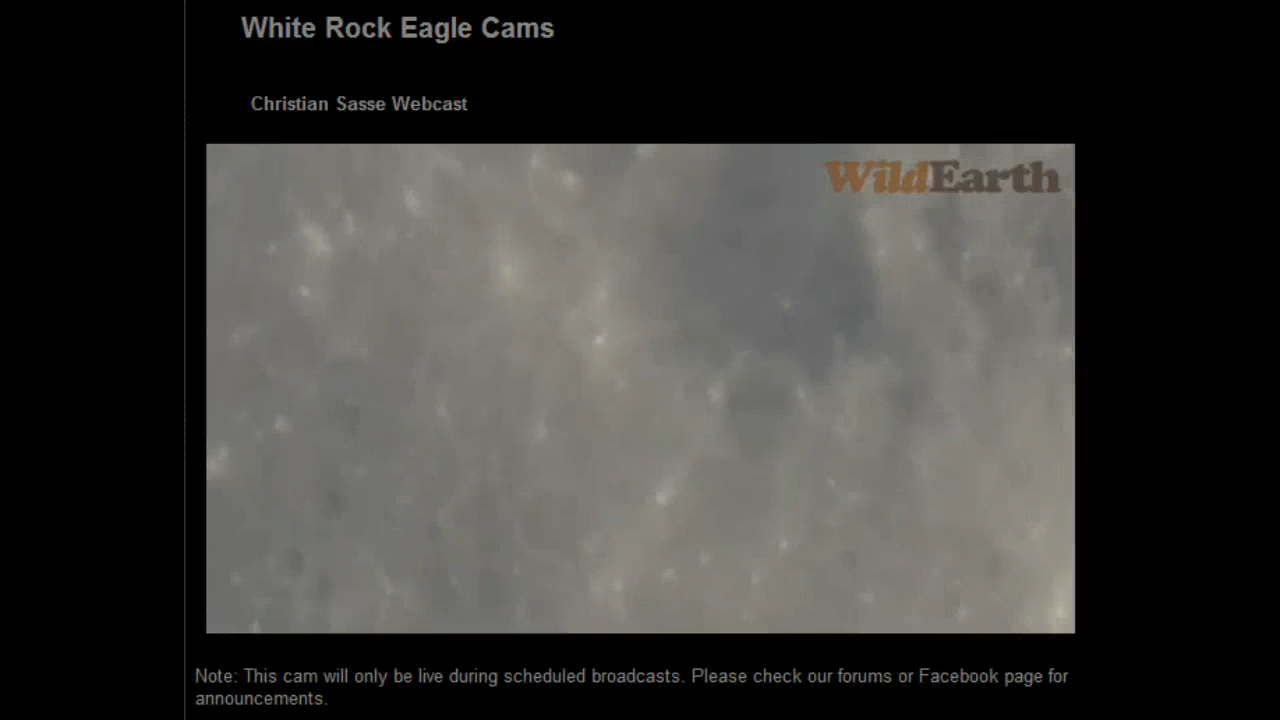 White Rock Eagle Cams
Christian Sasse Webcast
WildEarth
Note: This cam will only be live during scheduled broadcasts. Please check our forums or Facebook page for
announcements.